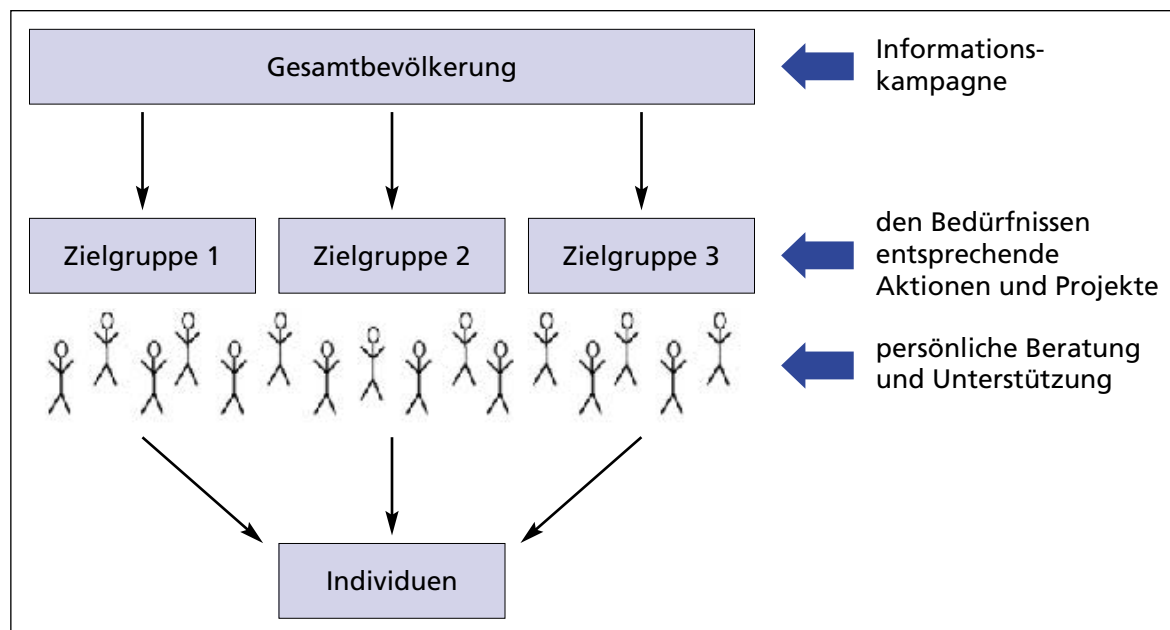 Gesamtbevölkerung
Informations-
kampagne
Zielgruppe 1
Zielgruppe 2
Zielgruppe 3
den Bedürfnissen
entsprechende
Aktionen und Projekte
persönliche Beratung
und Unterstützung
Individuen